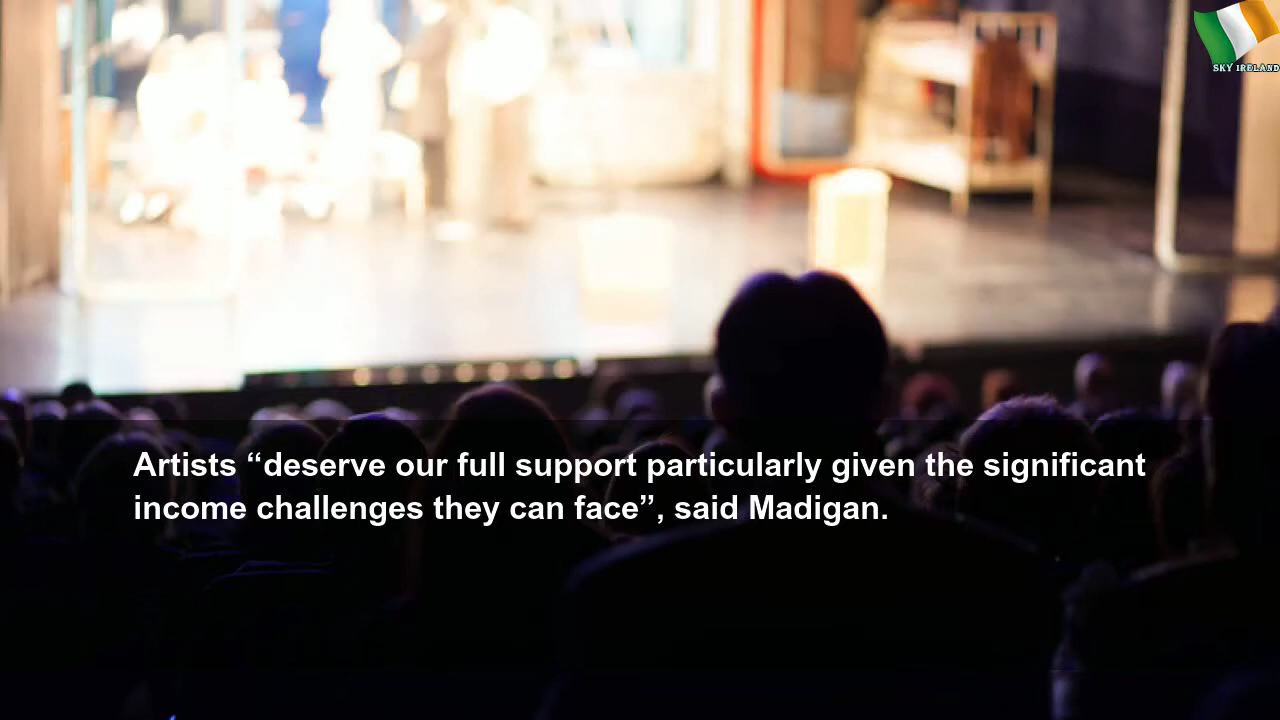 SKY IRELAND
Artists “deserve our full support particularly given the significant
income challenges they can face”, said Madigan.